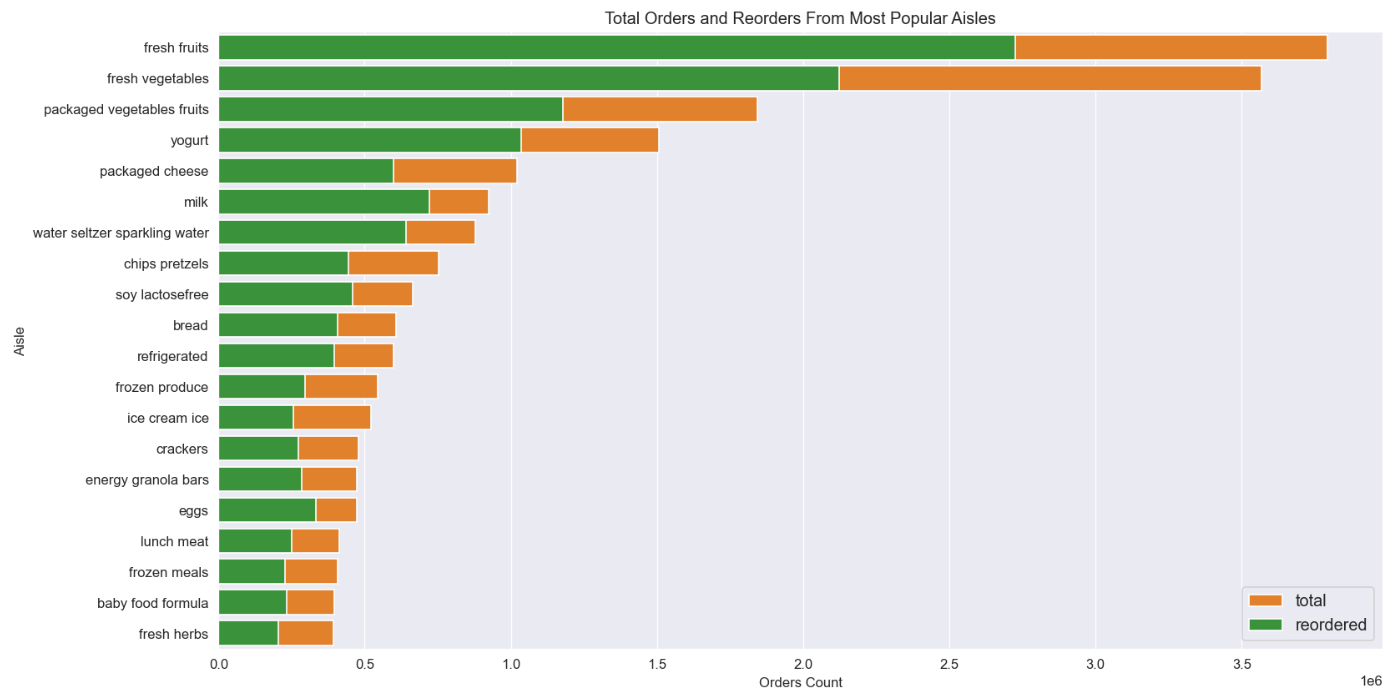 Total Orders and Reorders From Most Popular Aisles
fresh fruits
fresh vegetables
packaged vegetables fruits
yogurt
packaged cheese
milk
water seltzer sparkling water
chips pretzels
soy lactosefree
bread
refrigerated
frozen produce
ice cream ice
crackers
energy granola bars
eggs
lunch meat
frozen meals
baby food formula
fresh herbs
Aisle
total
reordered
0.0 0.5 1.0 1.5 2.0 2.5 3.0 3.5
Orders Count
1e6